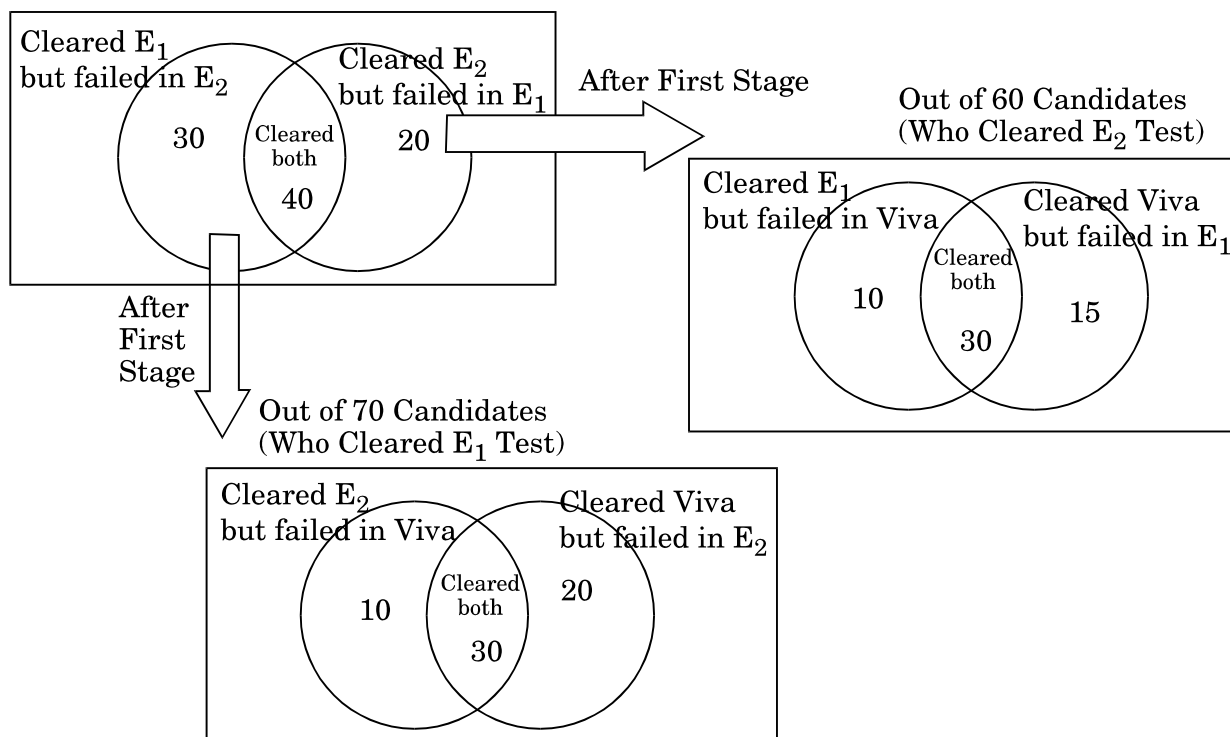 Cleared E1
but failed in E2
Cleared E2
but failed in E1
30
Cleared
both
40
20
After First Stage
Out of 60 Candidates
(Who Cleared E2 Test)
Cleared E1
but failed in Viva
Cleared Viva
but failed in E1
Cleared
both
10
30
15
After
First
Stage
Out of 70 Candidates
(Who Cleared E1 Test)
Cleared E2
but failed in Viva
Cleared Viva
but failed in E2
Cleared
both
10
30
20